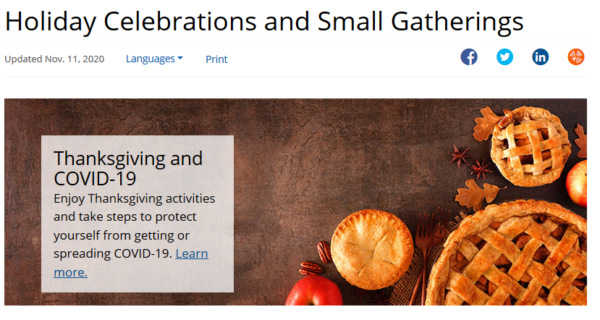 Holiday Celebrations and Small Gatherings
Updated Nov. 11, 2020 Languages Print
Thanksgiving and
COVID-19
Enjoy Thanksgiving activities
and take steps to protect
yourself from getting or
spreading COVID-19. Learn
more.